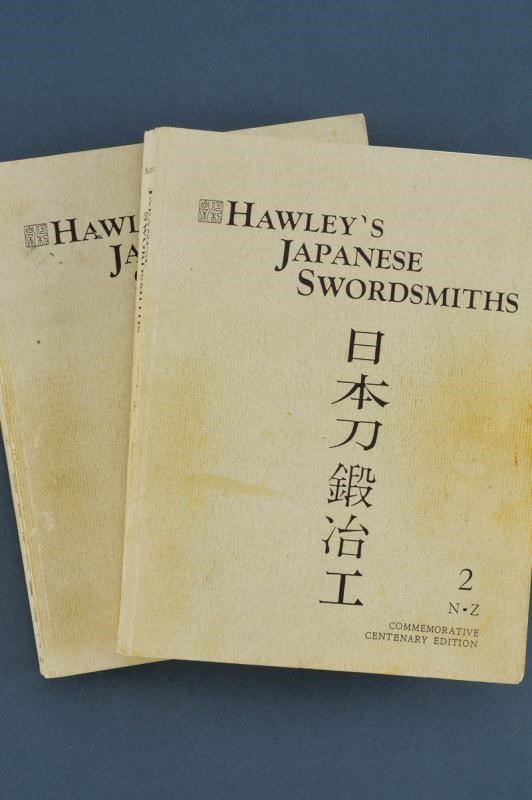 HAWLEY
JA
HAWLEY`S
JAPANESE
SWORDSMITHS
日本刀鍛冶工
2
N•Z
COMMEMORATIVE
CENTENARY EDITION